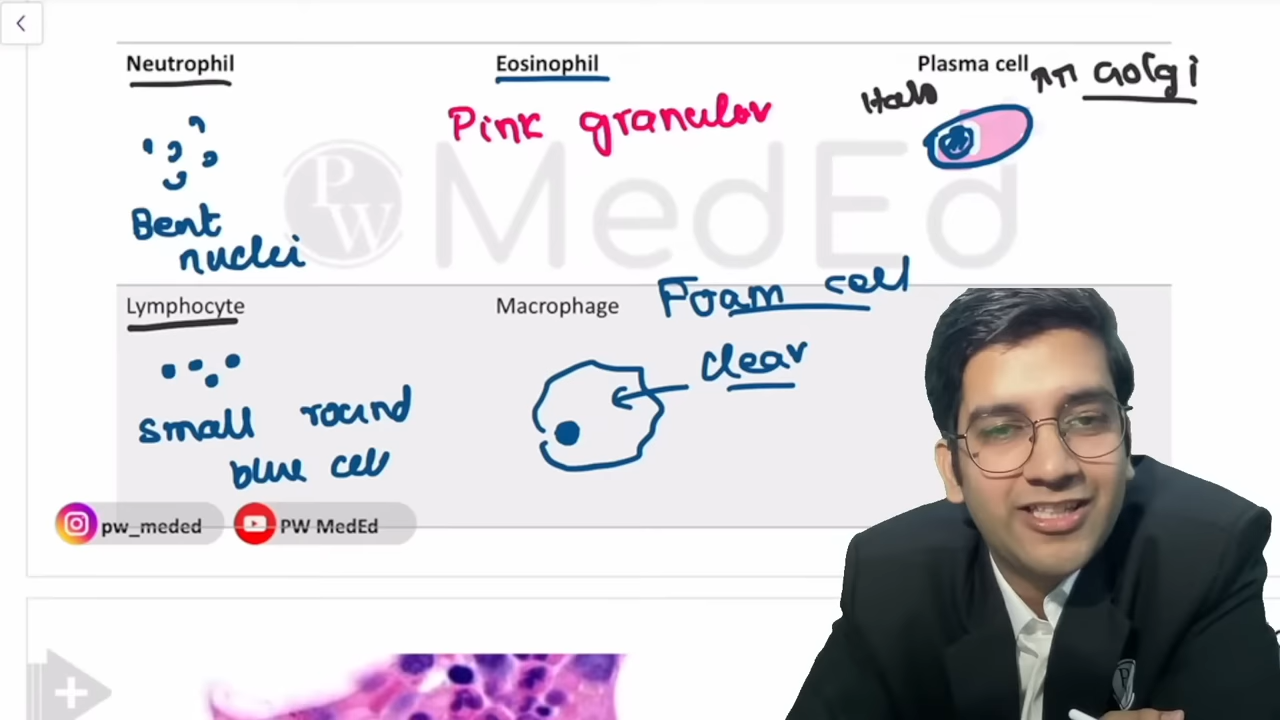 Neutrophil
Eosinophil
Plasma cell
↑↑↑ Golgi
Halo
Pink granular
PW MedEd
Bent
nuclei
Lymphocyte
Macrophage
Foam cell
clear
small round
blue cell
pw_meded
PW MedEd